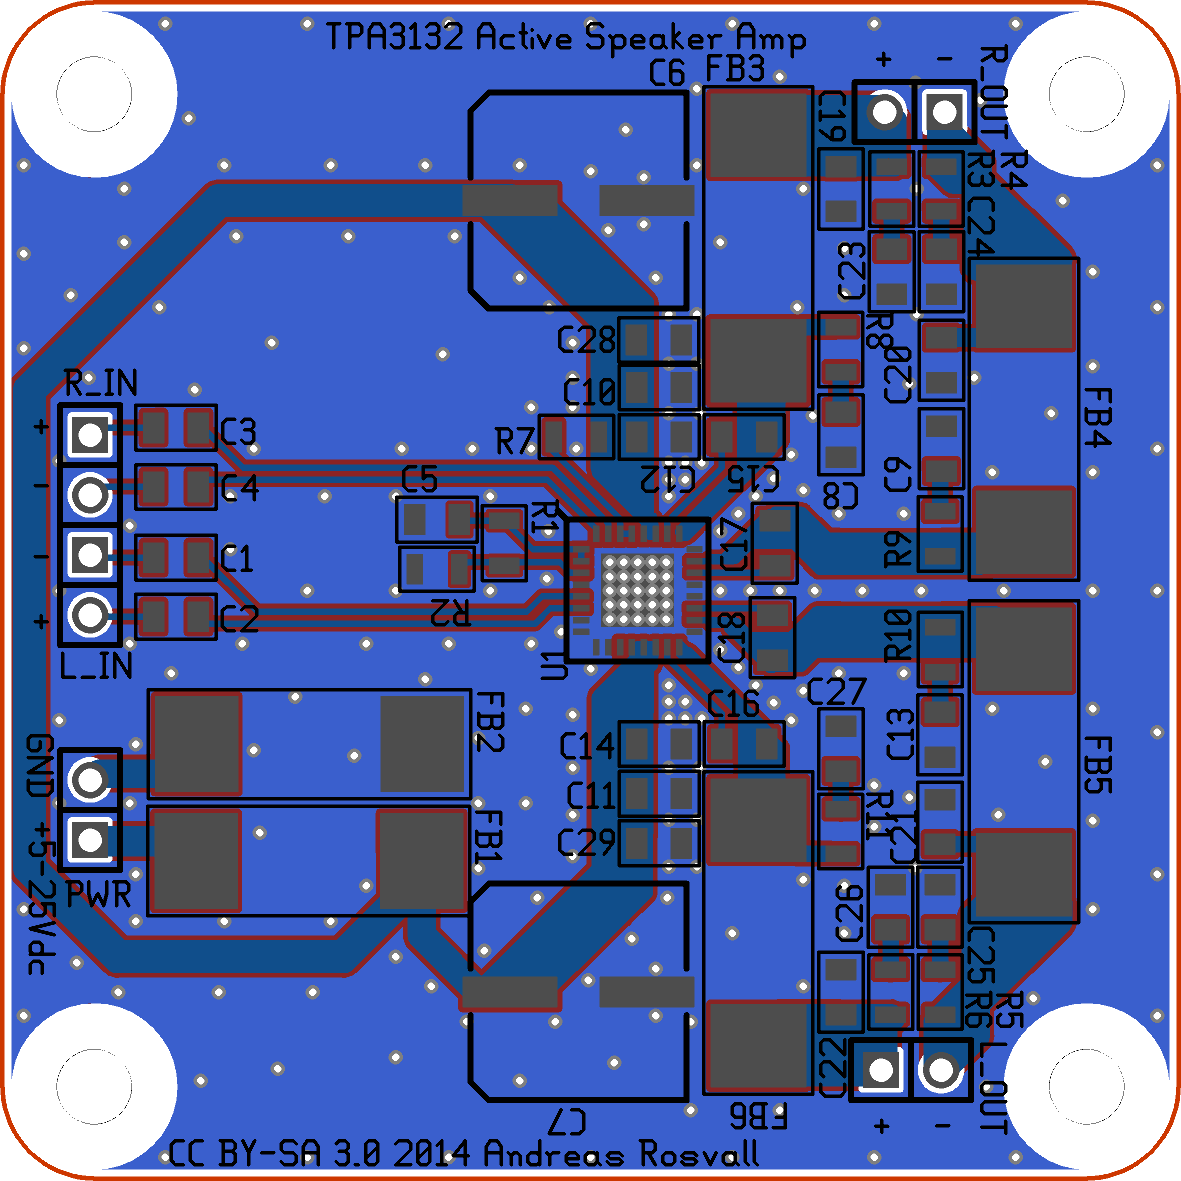 TPA3132 Active Speaker Amp
C6 FB3
+ -
R_OUT
C19
R3 R4
C24
C23
C28
R8
C20
C10
FB4
R_IN
+ C3
R7
C12 C15
- C4
C5
C8
C9
R1
C17
R9
- C1
+ C2
R2
C18
R10
L_IN
U1
C27
FB2
C16
C14
C13
FB5
GND
C11
R11
C21
FB1
C29
+5-25Vdc
PWR
C26
C25
R6 R5
C22
L_OUT
C7
FB6
+ -
CC BY-SA 3.0 2014 Andreas Rosvall